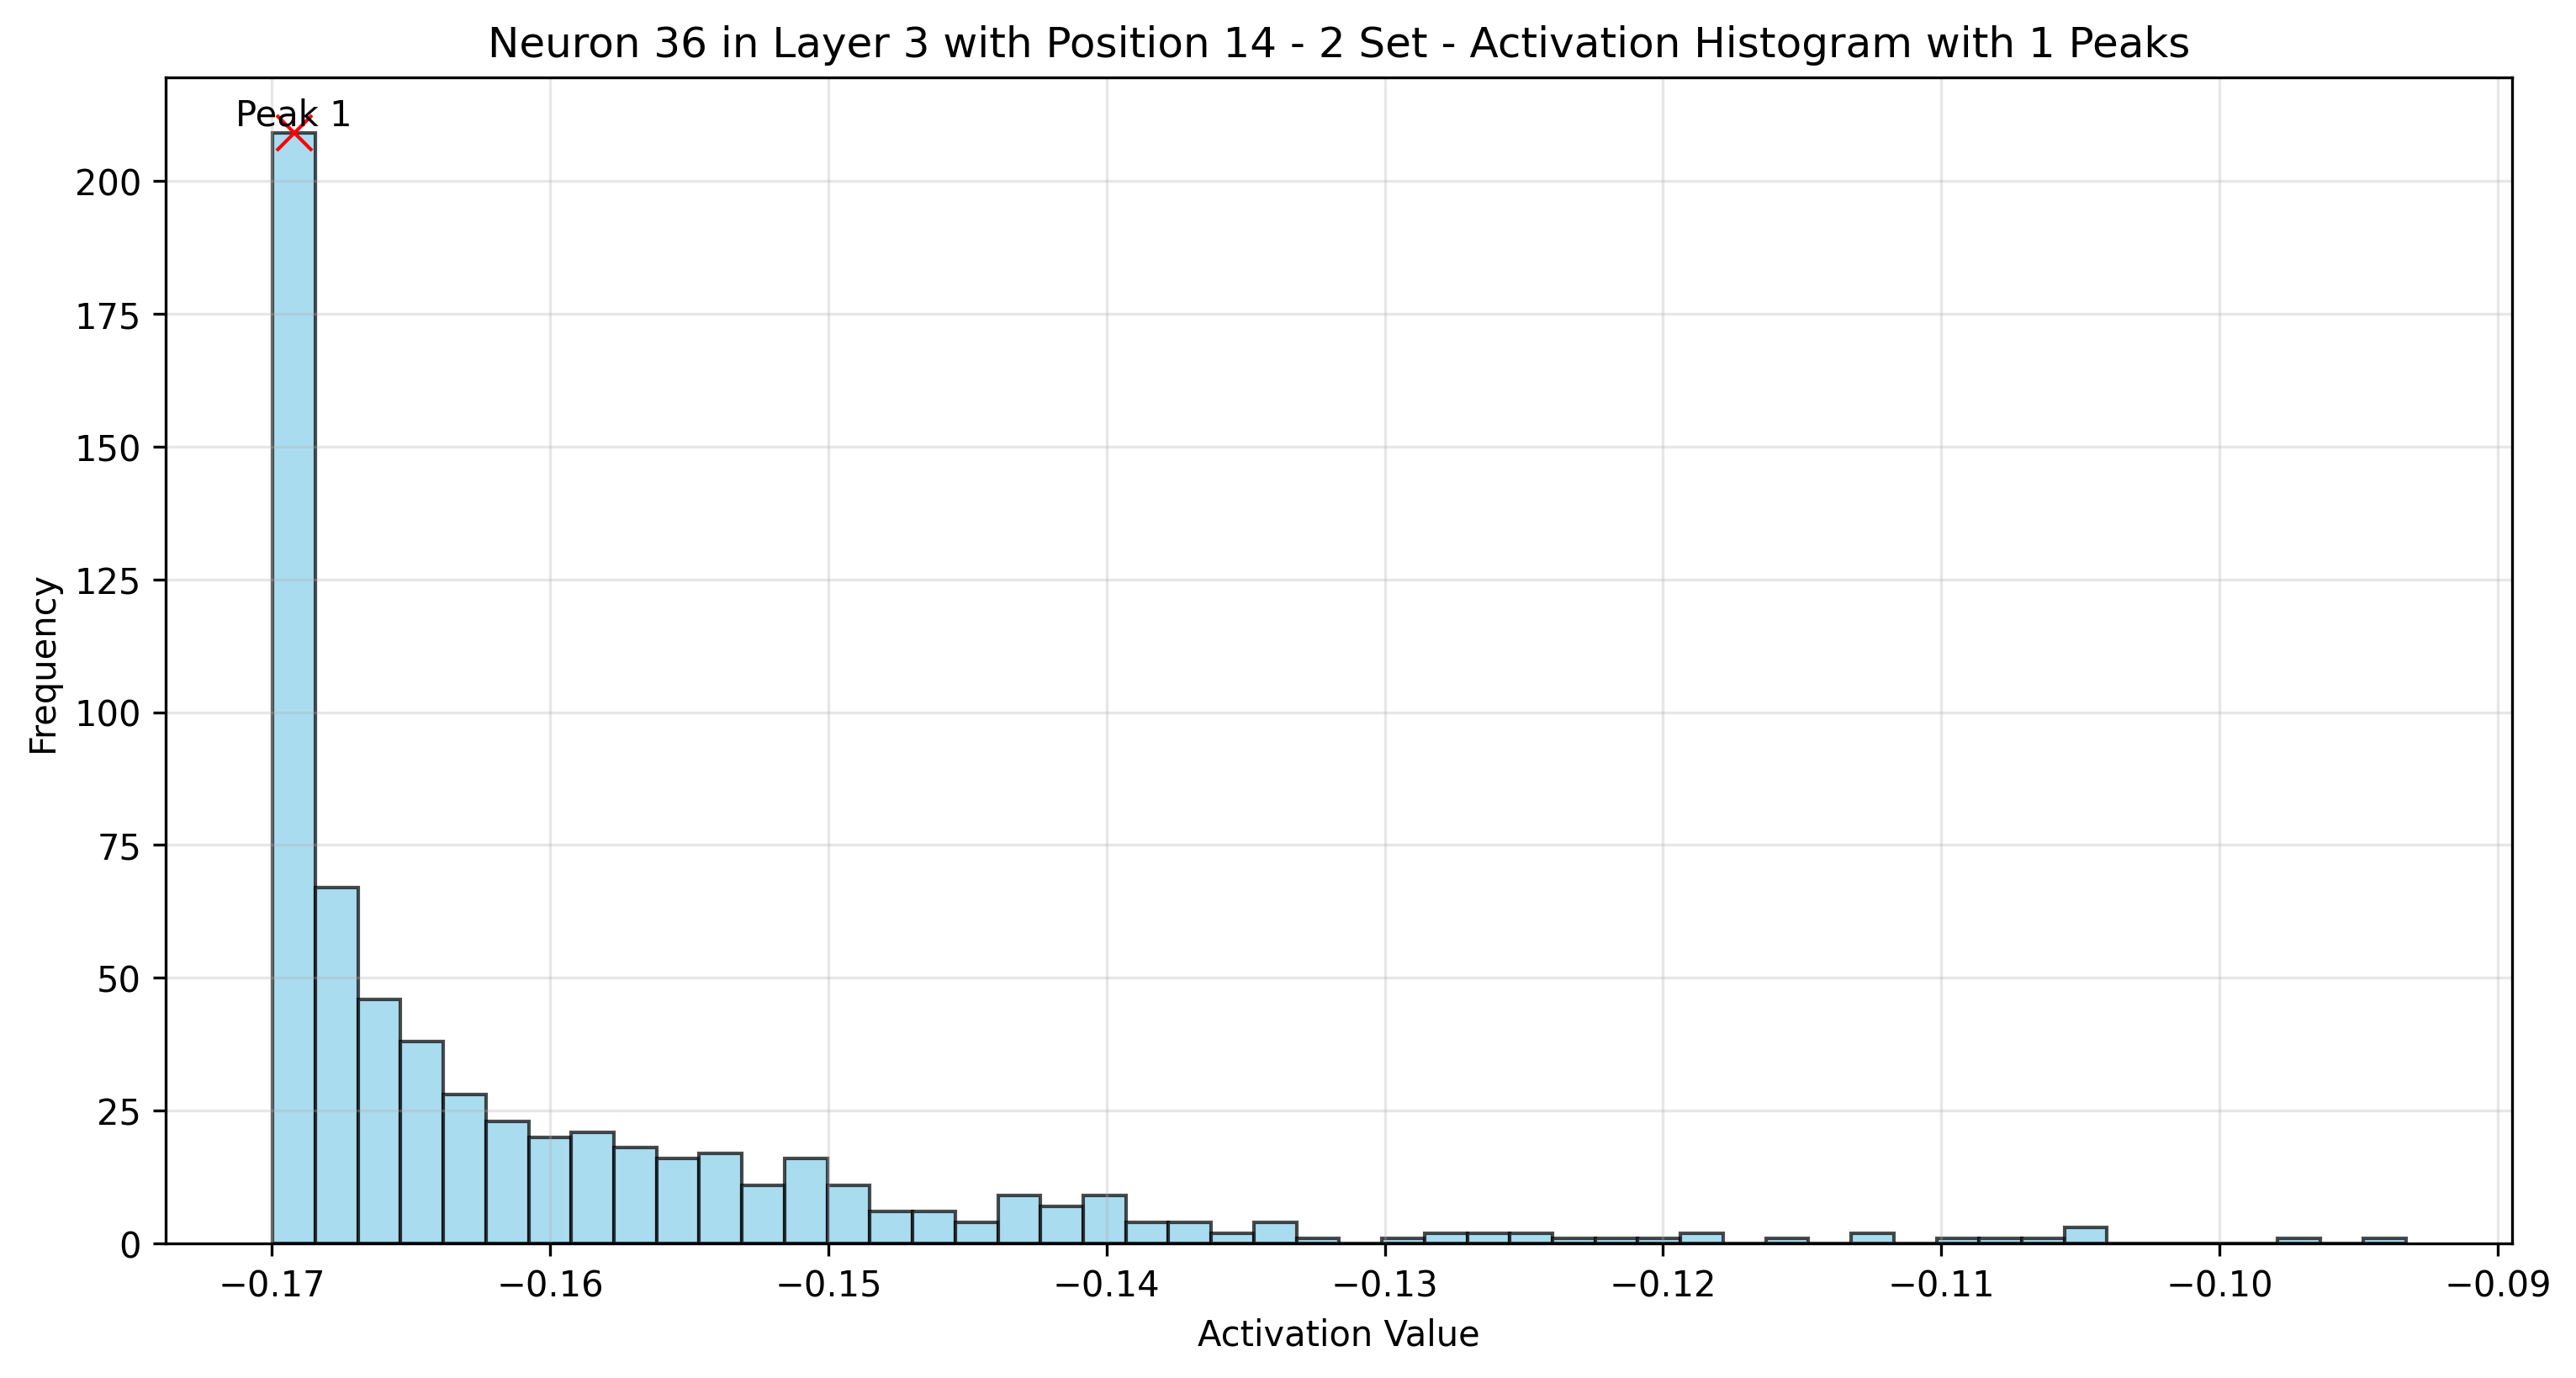 Neuron 36 in Layer 3 with Position 14 - 2 Set - Activation Histogram with 1 Peaks
Peak 1
200
175
150
125
100
75
50
25
0
Frequency
−0.17 −0.16 −0.15 −0.14 −0.13 −0.12 −0.11 −0.10 −0.09
Activation Value